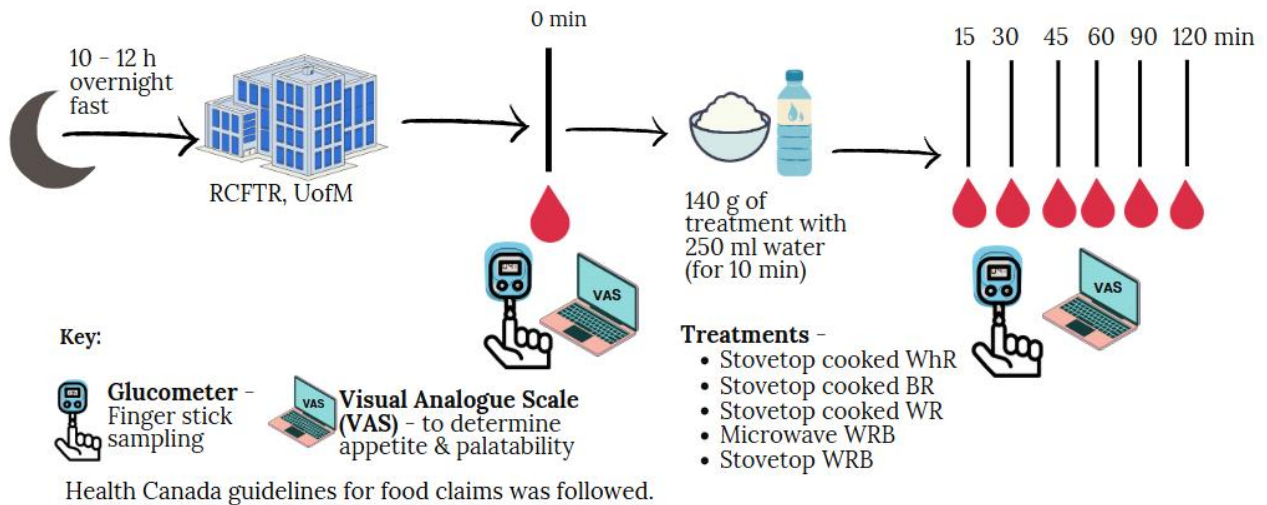 0 min
10 – 12 h
overnight
fast
RCFTR, UofM
15 30 45 60 90 120 min
140 g of
treatment with
250 ml water
(for 10 min)
VAS
VAS
Key:
Glucometer –
Finger stick
sampling
VAS
Visual Analogue Scale
(VAS) – to determine
appetite & palatability
Treatments –
• Stovetop cooked WhR
• Stovetop cooked BR
• Stovetop cooked WR
• Microwave WRB
• Stovetop WRB
Health Canada guidelines for food claims was followed.